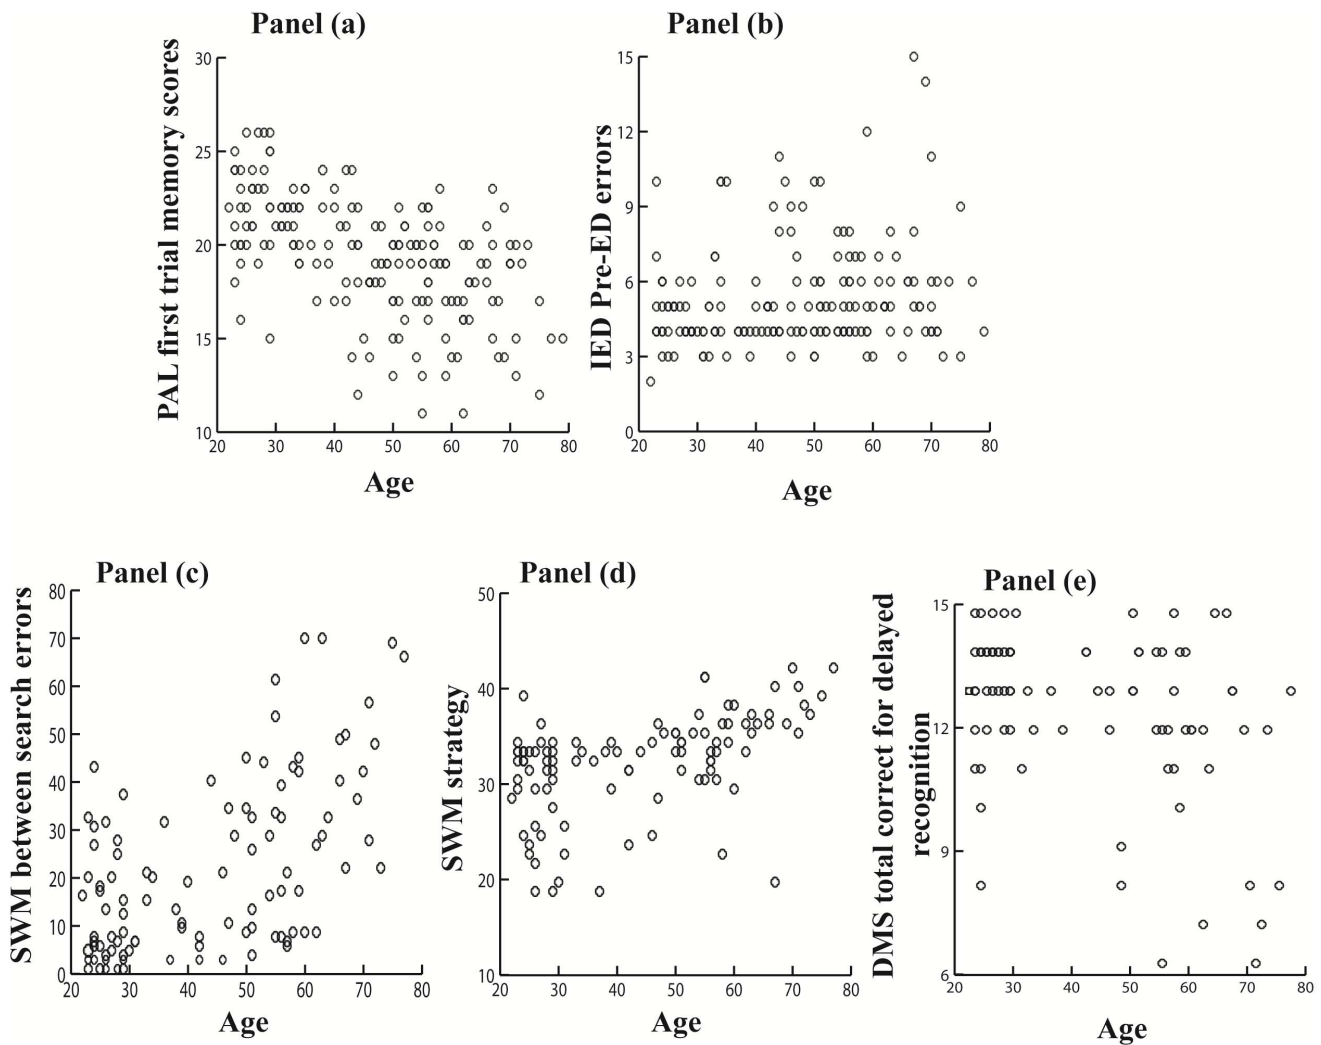 Panel (a)
PAL first trial memory scores
30
25
20
15
10
20 30 40 50 60 70 80
Age
Panel (b)
IED Pre-ED errors
15
12
9
6
3
0
20 30 40 50 60 70 80
Age
Panel (c)
SWM between search errors
80
70
60
50
40
30
20
10
0
20 30 40 50 60 70 80
Age
Panel (d)
SWM strategy
50
40
30
20
10
20 30 40 50 60 70 80
Age
Panel (e)
DMS total correct for delayed
recognition
15
12
9
6
20 30 40 50 60 70 80
Age